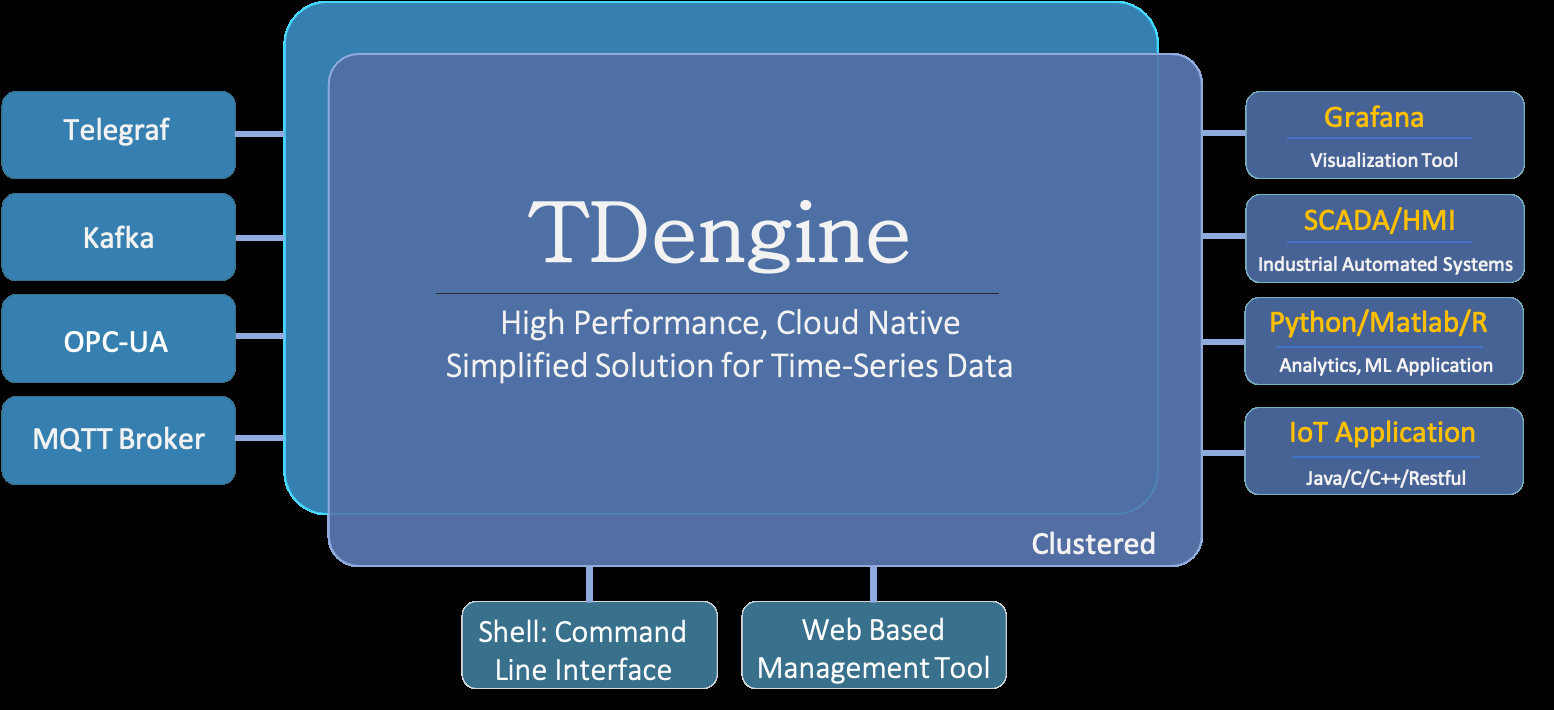 Telegraf
Kafka
OPC-UA
MQTT Broker
TDengine
High Performance, Cloud Native
Simplified Solution for Time-Series Data
Clustered
Grafana
Visualization Tool
SCADA/HMI
Industrial Automated Systems
Python/Matlab/R
Analytics, ML Application
IoT Application
Java/C/C++/Restful
Shell: Command
Line Interface
Web Based
Management Tool